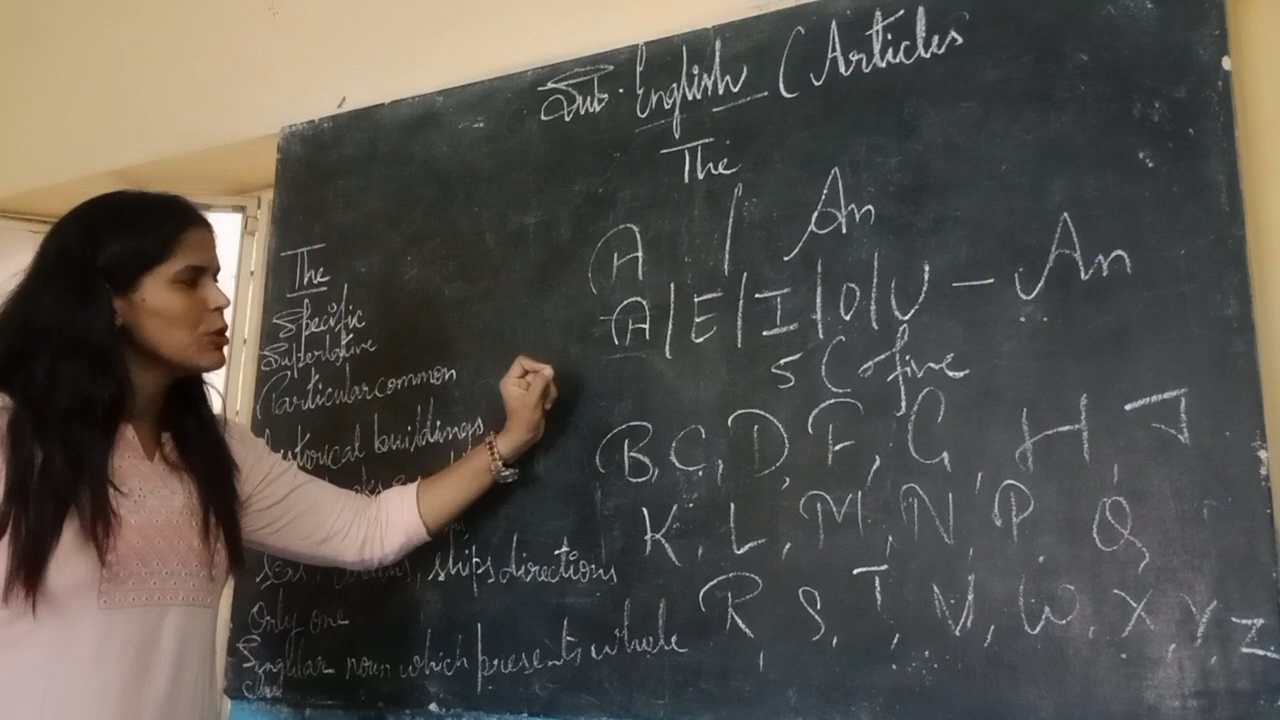 Sub. English (Articles
The
A / An
A/E/I/O/U - An
5 (five
B, C, D, F, G, H, J
K, L, M, N, P, Q
R, S, T, V, W, X, Y, Z
The
Specific
Superlative
Particular common
buildings
ships directions
Only one
Singular noun which presents whole